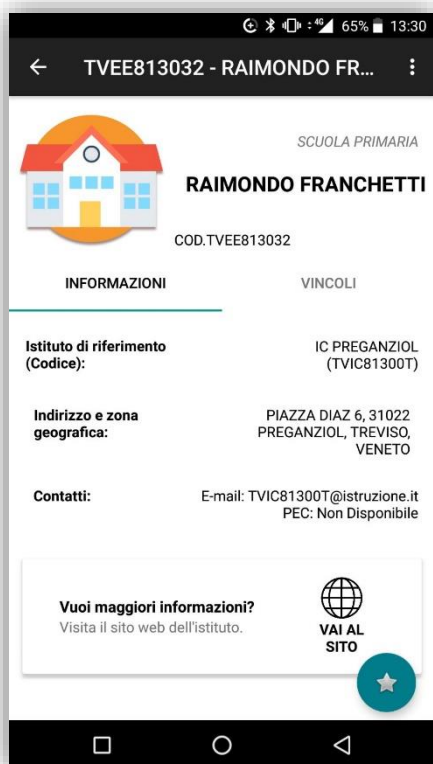 4G 65% 13:30
TVEE813032 - RAIMONDO FR...
SCUOLA PRIMARIA
RAIMONDO FRANCHETTI
COD.TVEE813032
INFORMAZIONI VINCOLI
Istituto di riferimento
(Codice):
IC PREGANZIOL
(TVIC81300T)
Indirizzo e zona
geografica:
PIAZZA DIAZ 6, 31022
PREGANZIOL, TREVISO,
VENETO
Contatti:
E-mail: TVIC81300T@istruzione.it
PEC: Non Disponibile
Vuoi maggiori informazioni?
Visita il sito web dell'istituto.
VAI AL
SITO